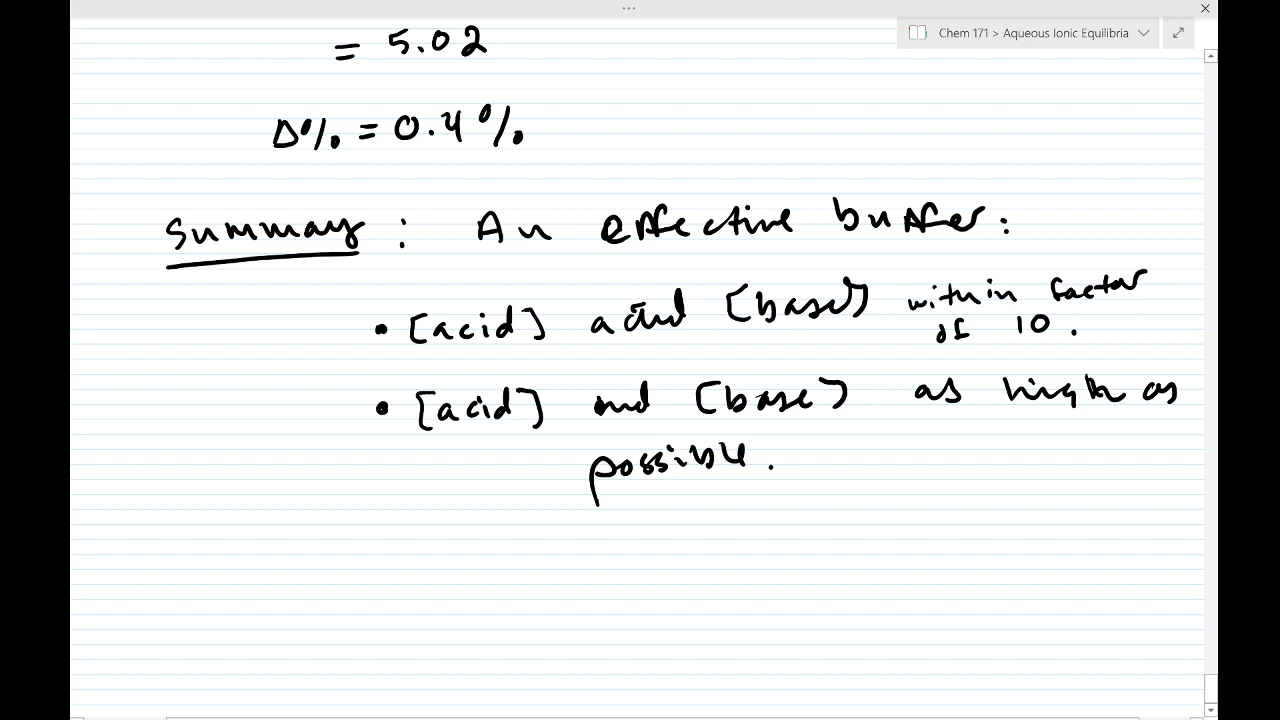 Chem 171 > Aqueous Ionic Equilibria
= 5.02
Δ% = 0.4%
Summary : An effective buffer:
• [acid] and [base] within factor
of 10.
• [acid] and [base] as high as
possible.